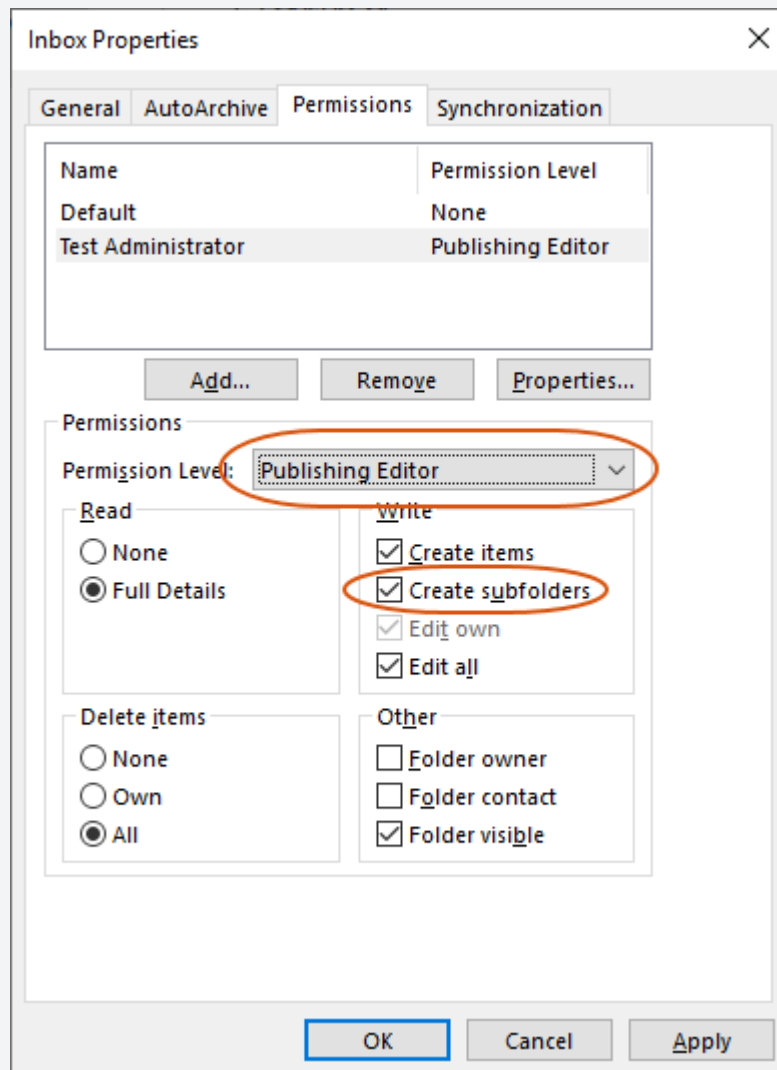 Inbox Properties
General AutoArchive Permissions Synchronization
Name Permission Level
Default None
Test Administrator Publishing Editor
Add... Remove Properties...
Permissions
Permission Level: Publishing Editor
Read Write
None Create items
Full Details Create subfolders
Edit own
Edit all
Delete items Other
None Folder owner
Own Folder contact
All Folder visible
OK Cancel Apply